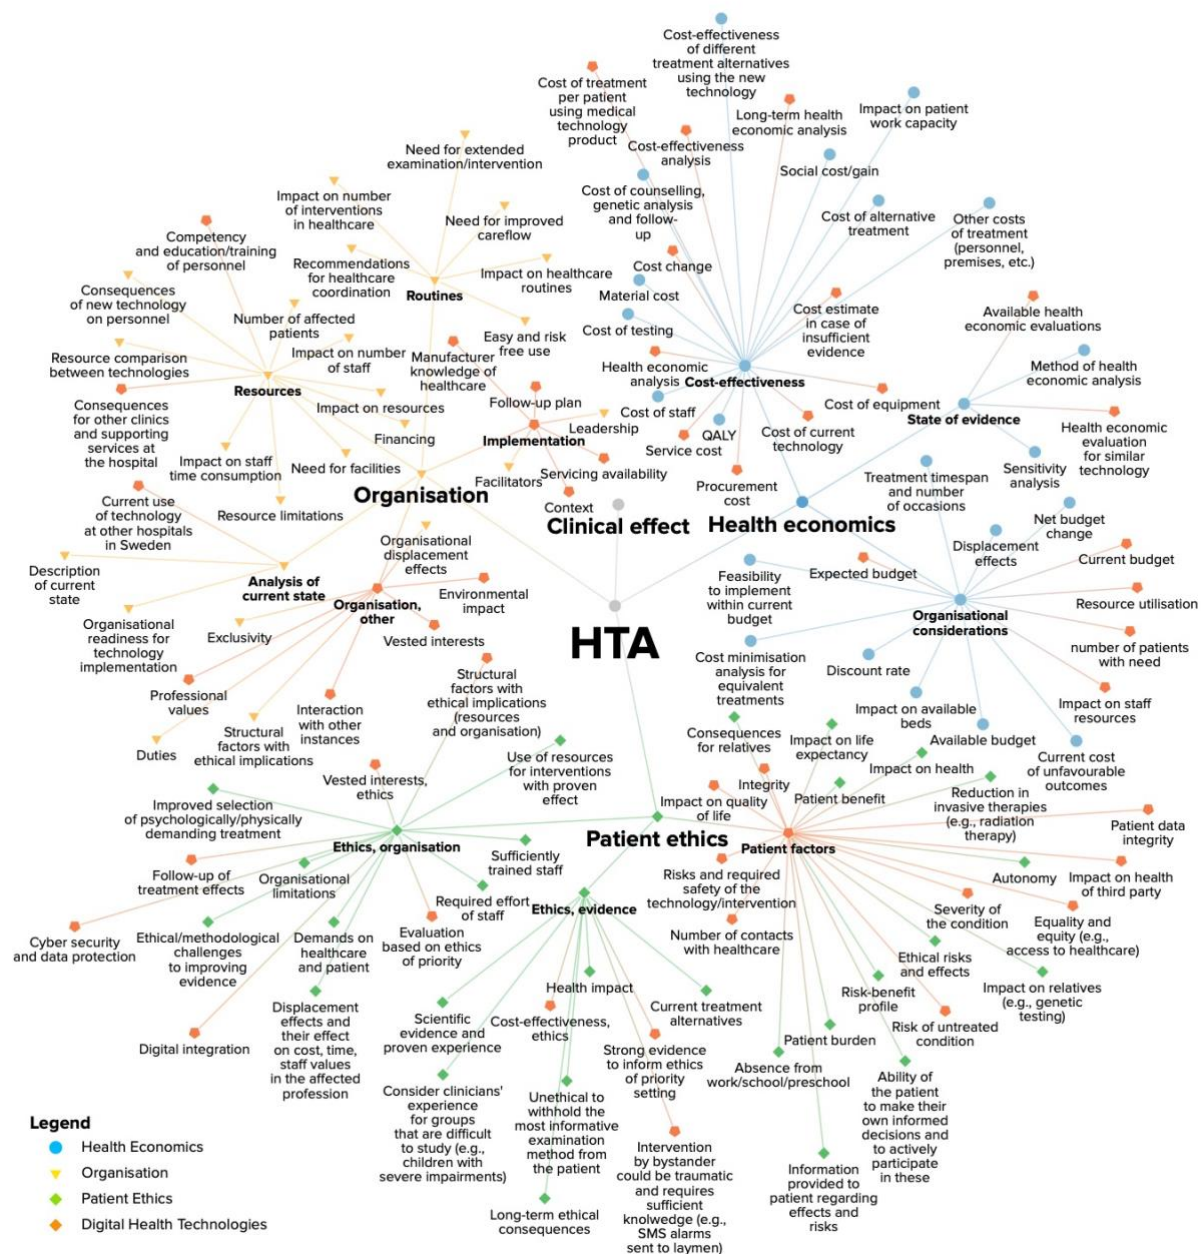 Cost-effectiveness
of different
treatment alternatives
using the new
technology
Cost of treatment
per patient
using medical
technology
product
Long-term health
economic analysis
Impact on patient
work capacity
Cost-effectiveness
analysis
Social cost/gain
Need for extended
examination/intervention
Impact on number
of interventions
in healthcare
Need for improved
careflow
Cost of counselling,
genetic analysis
and follow-
up
Cost of alternative
treatment
Other costs
of treatment
(personnel,
premises, etc.)
Competency
and education/training
of personnel
Recommendations
for healthcare
coordination
Impact on healthcare
routines
Routines
Cost change
Material cost
Consequences
of new technology
on personnel
Number of affected
patients
Easy and risk
free use
Cost of testing
Cost estimate
in case of
insufficient
evidence
Available health
economic evaluations
Resource comparison
between technologies
Impact on number
of staff
Manufacturer
knowledge of
healthcare
Health economic
analysis
Cost-effectiveness
Method of health
economic analysis
Resources
Consequences
for other clinics
and supporting
services at
the hospital
Impact on resources
Follow-up plan
Cost of staff
Cost of equipment
State of evidence
Financing
Implementation
Leadership
QALY
Service cost
Cost of current
technology
Health economic
evaluation
for similar
technology
Impact on staff
time consumption
Need for facilities
Facilitators
Servicing availability
Procurement
cost
Treatment timespan
and number
of occasions
Sensitivity
analysis
Current use
of technology
at other hospitals
in Sweden
Resource limitations
Organisation
Context
Clinical effect
Health economics
Net budget
change
Organisational
displacement
effects
Displacement
effects
Current budget
Description
of current
state
Analysis of
current state
Organisation,
other
Environmental
impact
Feasibility
to implement
within current
budget
Expected budget
Resource utilisation
Organisational
considerations
Organisational
readiness for
technology
implementation
Exclusivity
Vested interests
HTA
number of patients
with need
Cost minimisation
analysis for
equivalent
treatments
Discount rate
Professional
values
Interaction
with other
instances
Structural
factors with
ethical implications
(resources
and organisation)
Impact on available
beds
Impact on staff
resources
Duties
Structural
factors with
ethical implications
Consequences
for relatives
Impact on life
expectancy
Available budget
Current cost
of unfavourable
outcomes
Use of resources
for interventions
with proven
effect
Vested interests,
ethics
Integrity
Impact on health
Improved selection
of psychologically/physically
demanding treatment
Impact on quality
of life
Patient benefit
Reduction in
invasive therapies
(e.g., radiation
therapy)
Patient data
integrity
Ethics, organisation
Patient ethics
Patient factors
Sufficiently
trained staff
Follow-up of
treatment effects
Organisational
limitations
Risks and required
safety of the
technology/intervention
Autonomy
Impact on health
of third party
Required effort
of staff
Ethics, evidence
Severity of
the condition
Equality and
equity (e.g.,
access to healthcare)
Cyber security
and data protection
Ethical/methodological
challenges
to improving
evidence
Demands on
healthcare
and patient
Evaluation
based on ethics
of priority
Number of contacts
with healthcare
Ethical risks
and effects
Health impact
Risk-benefit
profile
Impact on relatives
(e.g., genetic
testing)
Displacement
effects and
their effect
on cost, time,
staff values
in the affected
profession
Scientific
evidence and
proven experience
Cost-effectiveness,
ethics
Current treatment
alternatives
Risk of untreated
condition
Digital integration
Strong evidence
to inform ethics
of priority
setting
Patient burden
Absence from
work/school/preschool
Ability of
the patient
to make their
own informed
decisions and
to actively
participate
in these
Consider clinicians'
experience
for groups
that are difficult
to study (e.g.,
children with
severe impairments)
Unethical to
withhold the
most informative
examination
method from
the patient
Intervention
by bystander
could be traumatic
and requires
sufficient
knolwedge (e.g.,
SMS alarms
sent to laymen)
Information
provided to
patient regarding
effects and
risks
Long-term ethical
consequences
Legend
Health Economics
Organisation
Patient Ethics
Digital Health Technologies